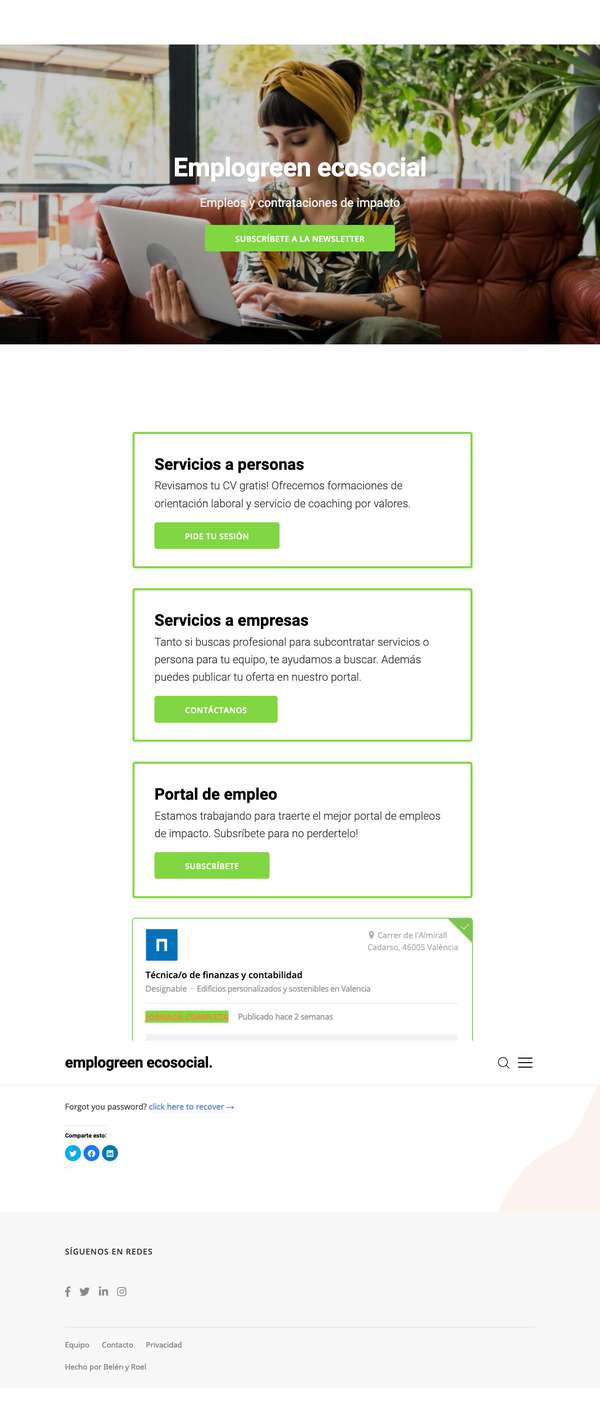 Emplogreen ecosocial
Empleos y contrataciones de impacto
SUBSCRÍBETE A LA NEWSLETTER
Servicios a personas
Revisamos tu CV gratis! Ofrecemos formaciones de
orientación laboral y servicio de coaching por valores.
PIDE TU SESIÓN
Servicios a empresas
Tanto si buscas profesional para subcontratar servicios o
persona para tu equipo, te ayudamos a buscar. Además
puedes publicar tu oferta en nuestro portal.
CONTÁCTANOS
Portal de empleo
Estamos trabajando para traerte el mejor portal de empleos
de impacto. Subsríbete para no perdertelo!
SUBSCRÍBETE
Carrer de l'Almirall
Cadarso, 46005 València
Técnica/o de finanzas y contabilidad
Designable · Edificios personalizados y sostenibles en Valencia
JORNADA COMPLETA Publicado hace 2 semanas
emplogreen ecosocial.
Forgot you password? click here to recover →
Comparte esto:
SÍGUENOS EN REDES
Equipo Contacto Privacidad
Hecho por Belén y Roel